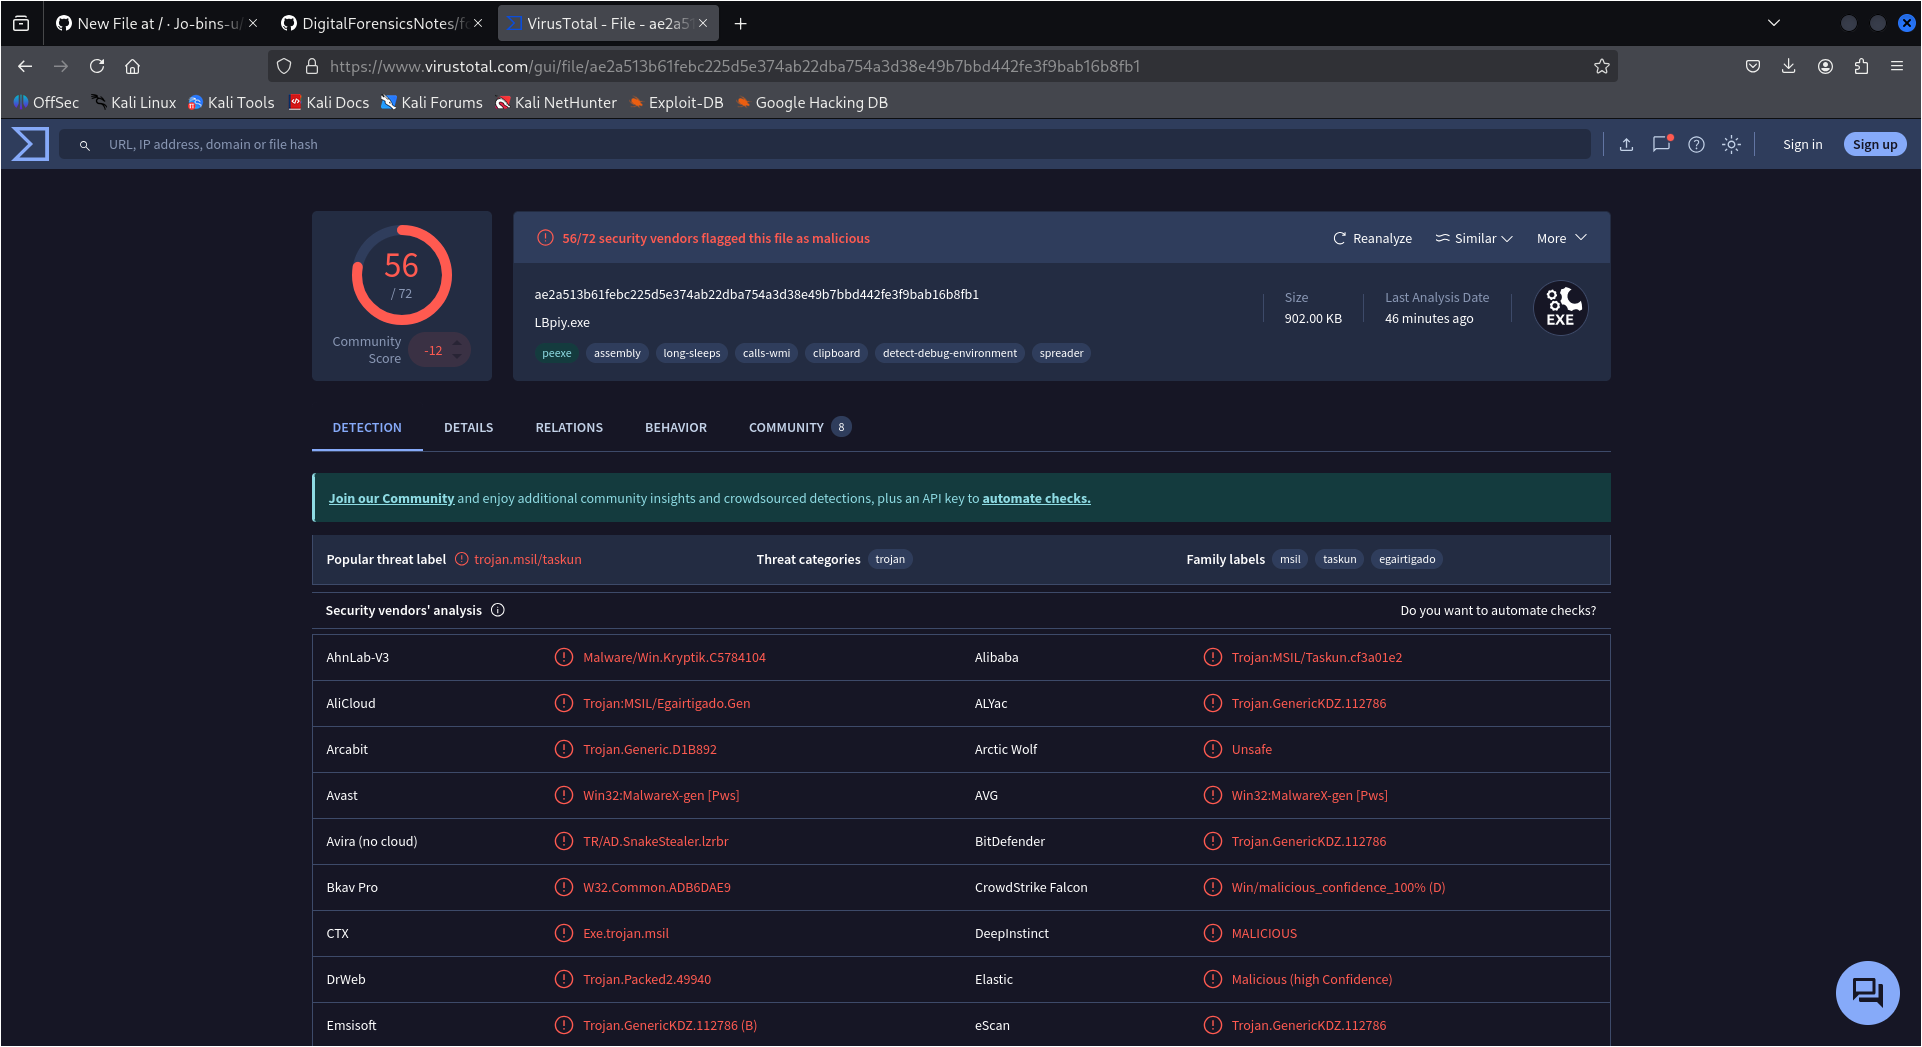 New File at / · Jo-bins-u/
DigitalForensicsNotes/fo
VirusTotal - File - ae2a51
https://www.virustotal.com/gui/file/ae2a513b61febc225d5e374ab22dba754a3d38e49b7bbd442fe3f9bab16b8fb1
OffSec Kali Linux Kali Tools Kali Docs Kali Forums Kali NetHunter Exploit-DB Google Hacking DB
URL, IP address, domain or file hash
Sign in
Sign up
56
/ 72
Community
Score
-12
56/72 security vendors flagged this file as malicious
Reanalyze Similar More
ae2a513b61febc225d5e374ab22dba754a3d38e49b7bbd442fe3f9bab16b8fb1
LBpiy.exe
peexe assembly long-sleeps calls-wmi clipboard detect-debug-environment spreader
Size
902.00 KB
Last Analysis Date
46 minutes ago
EXE
DETECTION DETAILS RELATIONS BEHAVIOR COMMUNITY 8
Join our Community and enjoy additional community insights and crowdsourced detections, plus an API key to automate checks.
Popular threat label trojan.msil/taskun Threat categories trojan Family labels msil taskun egairtigado
Security vendors' analysis Do you want to automate checks?
AhnLab-V3 Malware/Win.Kryptik.C5784104 Alibaba Trojan:MSIL/Taskun.cf3a01e2
AliCloud Trojan:MSIL/Egairtigado.Gen ALYac Trojan.GenericKDZ.112786
Arcabit Trojan.Generic.D1B892 Arctic Wolf Unsafe
Avast Win32:MalwareX-gen [Pws] AVG Win32:MalwareX-gen [Pws]
Avira (no cloud) TR/AD.SnakeStealer.lzrbr BitDefender Trojan.GenericKDZ.112786
Bkav Pro W32.Common.ADB6DAE9 CrowdStrike Falcon Win/malicious_confidence_100% (D)
CTX Exe.trojan.msil DeepInstinct MALICIOUS
DrWeb Trojan.Packed2.49940 Elastic Malicious (high Confidence)
Emsisoft Trojan.GenericKDZ.112786 (B) eScan Trojan.GenericKDZ.112786